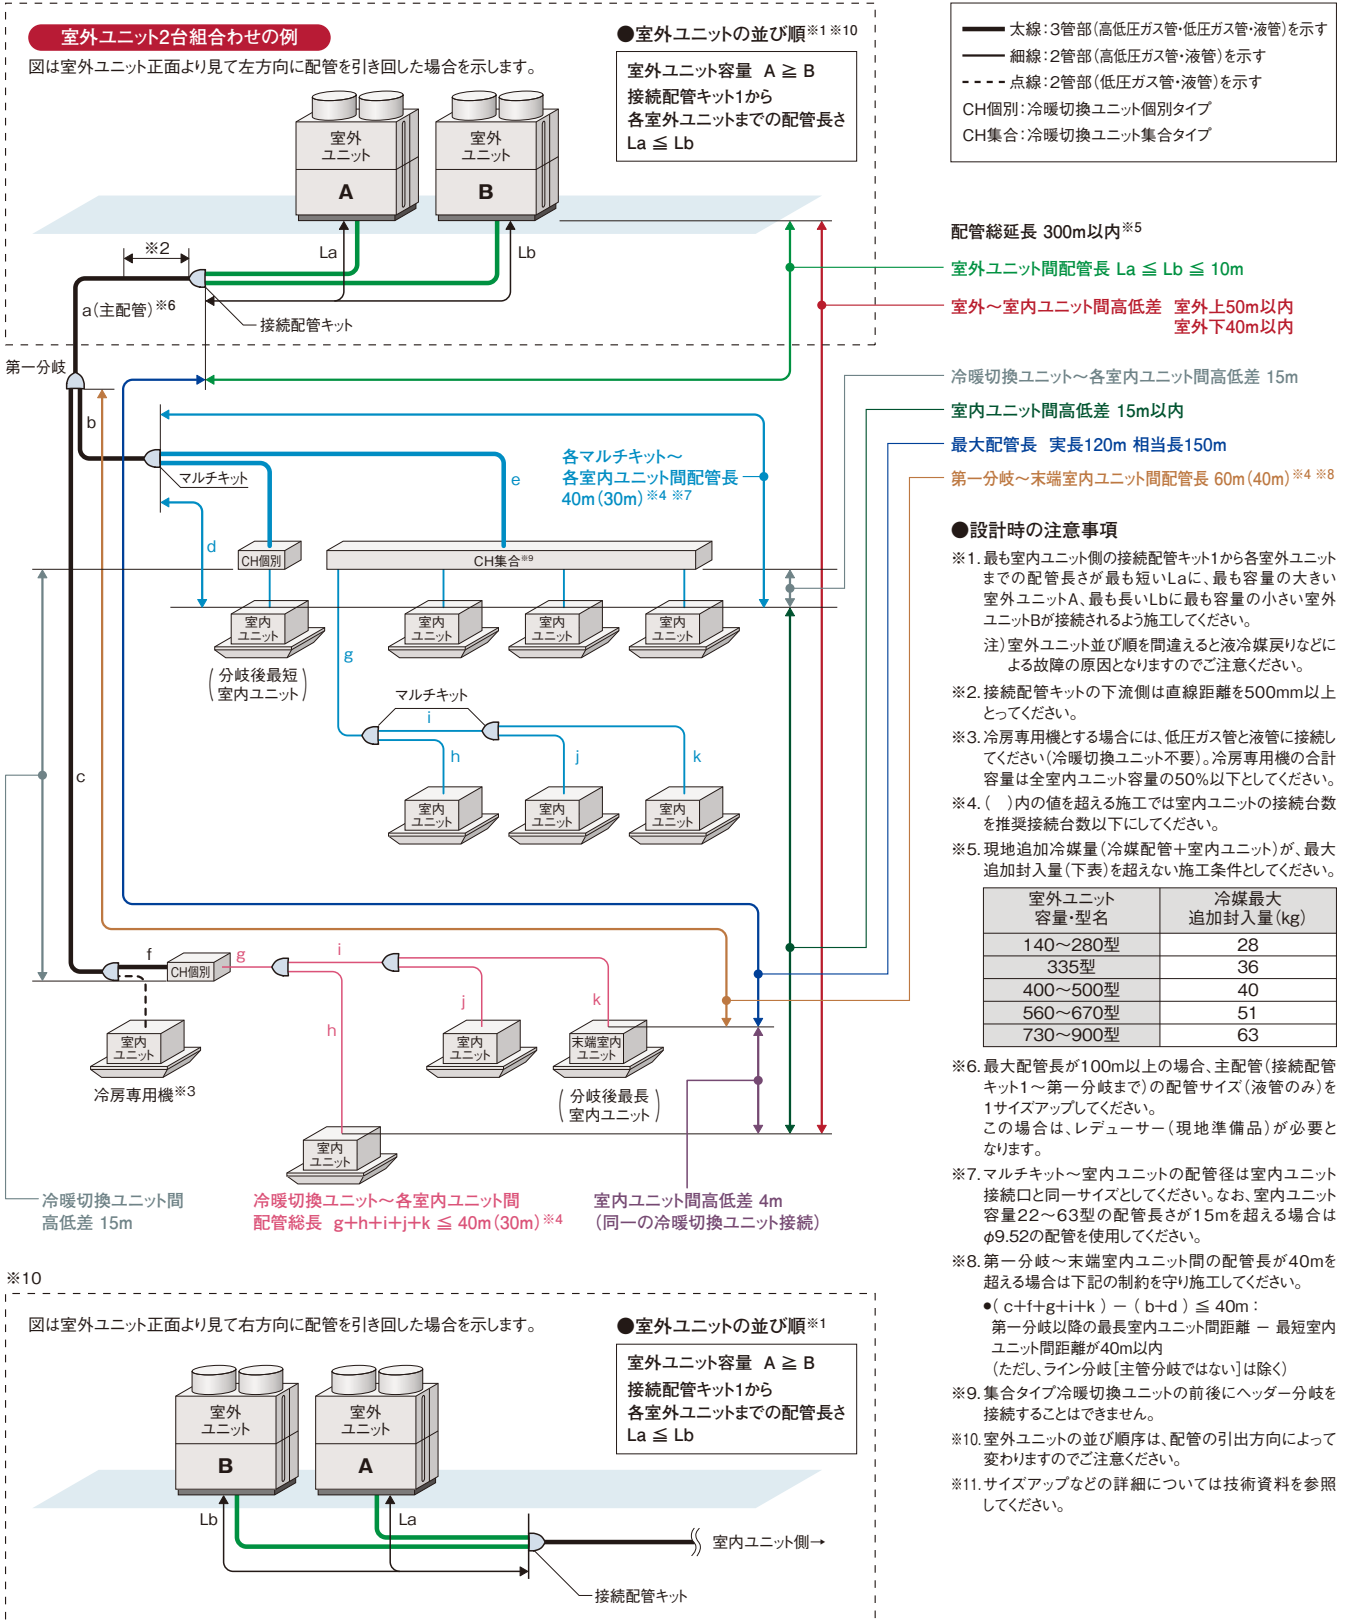 室外ユニット2台組合わせの例
図は室外ユニット正面より見て左方向に配管を引き回した場合を示します。
●室外ユニットの並び順※1 ※10
室外ユニット容量 A ≧ B
接続配管キット1から
各室外ユニットまでの配管長さ
La ≦ Lb
室外
ユニット
A
室外
ユニット
B
※2
La
Lb
a(主配管)※6
接続配管キット
太線:3管部(高低圧ガス管・低圧ガス管・液管)を示す
細線:2管部(高低圧ガス管・液管)を示す
点線:2管部(低圧ガス管・液管)を示す
CH個別:冷暖切換ユニット個別タイプ
CH集合:冷暖切換ユニット集合タイプ
配管総延長 300m以内※5
室外ユニット間配管長 La ≦ Lb ≦ 10m
室外〜室内ユニット間高低差 室外上50m以内
室外下40m以内
冷暖切換ユニット〜各室内ユニット間高低差 15m
室内ユニット間高低差 15m以内
最大配管長 実長120m 相当長150m
第一分岐〜末端室内ユニット間配管長 60m(40m)※4 ※8
第一分岐
b
マルチキット
各マルチキット〜
各室内ユニット間配管長
40m(30m)※4 ※7
e
d
CH個別
CH集合※9
室内
ユニット
室内
ユニット
室内
ユニット
室内
ユニット
(分岐後最短
室内ユニット)
g
マルチキット
i
h
j
k
c
室内
ユニット
室内
ユニット
室内
ユニット
f
CH個別
g
i
j
k
h
室内
ユニット
冷房専用機※3
室内
ユニット
末端室内
ユニット
(分岐後最長
室内ユニット)
室内
ユニット
冷暖切換ユニット間
高低差 15m
冷暖切換ユニット〜各室内ユニット間
配管総長 g+h+i+j+k ≦ 40m(30m)※4
室内ユニット間高低差 4m
(同一の冷暖切換ユニット接続)
●設計時の注意事項
※1.最も室内ユニット側の接続配管キット1から各室外ユニット
までの配管長さが最も短いLaに、最も容量の大きい
室外ユニットA、最も長いLbに最も容量の小さい室外
ユニットBが接続されるよう施工してください。
注)室外ユニット並び順を間違えると液冷媒戻りなどに
よる故障の原因となりますのでご注意ください。
※2.接続配管キットの下流側は直線距離を500mm以上
とってください。
※3.冷房専用機とする場合には、低圧ガス管と液管に接続し
てください(冷暖切換ユニット不要)。冷房専用機の合計
容量は全室内ユニット容量の50%以下としてください。
※4.( )内の値を超える施工では室内ユニットの接続台数
を推奨接続台数以下にしてください。
※5.現地追加冷媒量(冷媒配管+室内ユニット)が、最大
追加封入量(下表)を超えない施工条件としてください。
室外ユニット 冷媒最大
容量・型名 追加封入量(kg)
140〜280型 28
335型 36
400〜500型 40
560〜670型 51
730〜900型 63
※6.最大配管長が100m以上の場合、主配管(接続配管
キット1〜第一分岐まで)の配管サイズ(液管のみ)を
1サイズアップしてください。
この場合は、レデューサー(現地準備品)が必要と
なります。
※7.マルチキット〜室内ユニットの配管径は室内ユニット
接続口と同一サイズとしてください。なお、室内ユニット
容量22〜63型の配管長さが15mを超える場合は
φ9.52の配管を使用してください。
※8.第一分岐〜末端室内ユニット間の配管長が40mを
超える場合は下記の制約を守り施工してください。
●( c+f+g+i+k ) − ( b+d ) ≦ 40m:
第一分岐以降の最長室内ユニット間距離 − 最短室内
ユニット間距離が40m以内
(ただし、ライン分岐[主管分岐ではない]は除く)
※9.集合タイプ冷暖切換ユニットの前後にヘッダー分岐を
接続することはできません。
※10.室外ユニットの並び順序は、配管の引出方向によって
変わりますのでご注意ください。
※11.サイズアップなどの詳細については技術資料を参照
してください。
※10
図は室外ユニット正面より見て右方向に配管を引き回した場合を示します。
●室外ユニットの並び順※1
室外ユニット容量 A ≧ B
接続配管キット1から
各室外ユニットまでの配管長さ
La ≦ Lb
室外
ユニット
B
室外
ユニット
A
Lb
La
室内ユニット側→
接続配管キット